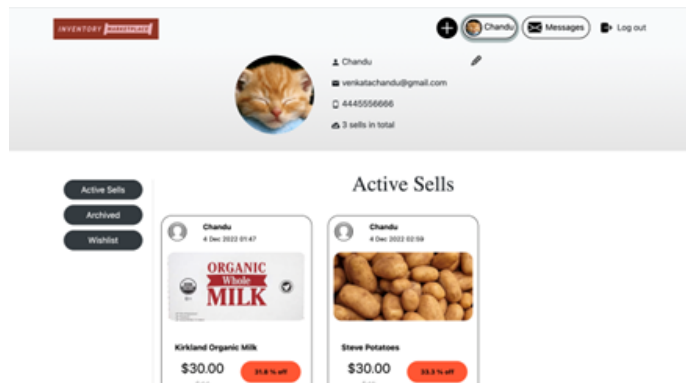 INVENTORY MARKETPLACE
Chandu
Messages
Log out
Chandu
venkatachandu@gmail.com
4445556666
3 sells in total
Active Sells
Archived
Wishlist
Active Sells
Chandu
4 Dec 2022 01:47
ORGANIC
Whole
MILK
Kirkland Organic Milk
$30.00
31.8 % off
Chandu
4 Dec 2022 02:59
Steve Potatoes
$30.00
33.3 % off